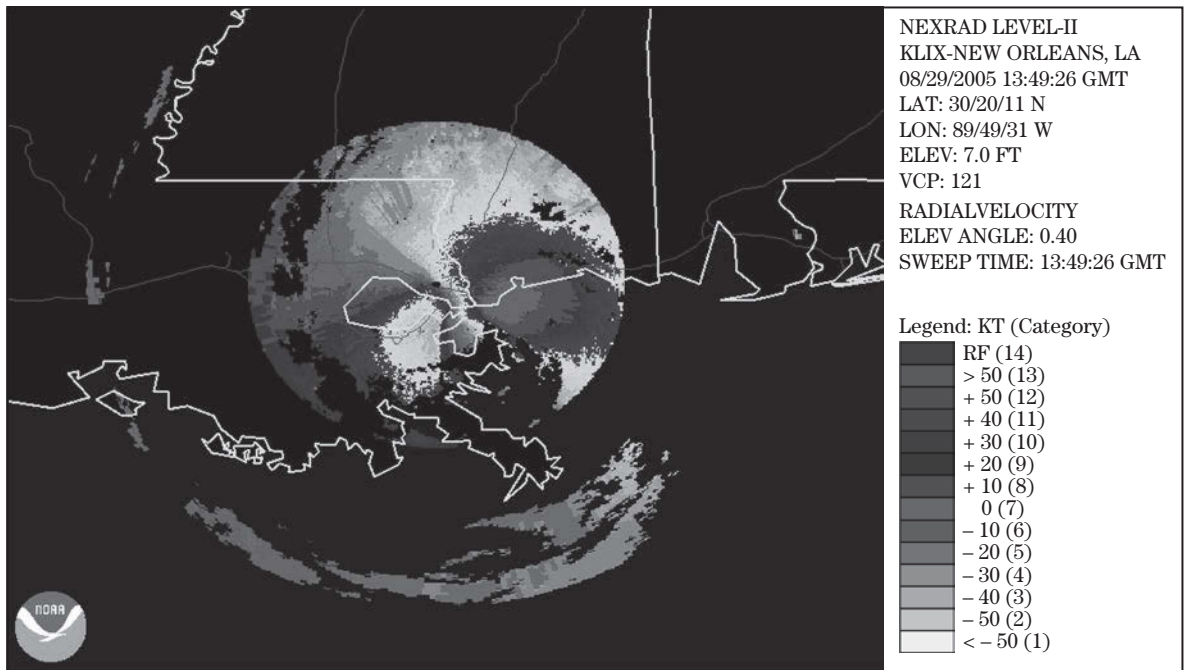 NEXRAD LEVEL-II
KLIX-NEW ORLEANS, LA
08/29/2005 13:49:26 GMT
LAT: 30/20/11 N
LON: 89/49/31 W
ELEV: 7.0 FT
VCP: 121
RADIALVELOCITY
ELEV ANGLE: 0.40
SWEEP TIME: 13:49:26 GMT
Legend: KT (Category)
RF (14)
> 50 (13)
+ 50 (12)
+ 40 (11)
+ 30 (10)
+ 20 (9)
+ 10 (8)
0 (7)
– 10 (6)
– 20 (5)
– 30 (4)
– 40 (3)
– 50 (2)
< – 50 (1)
NOAA